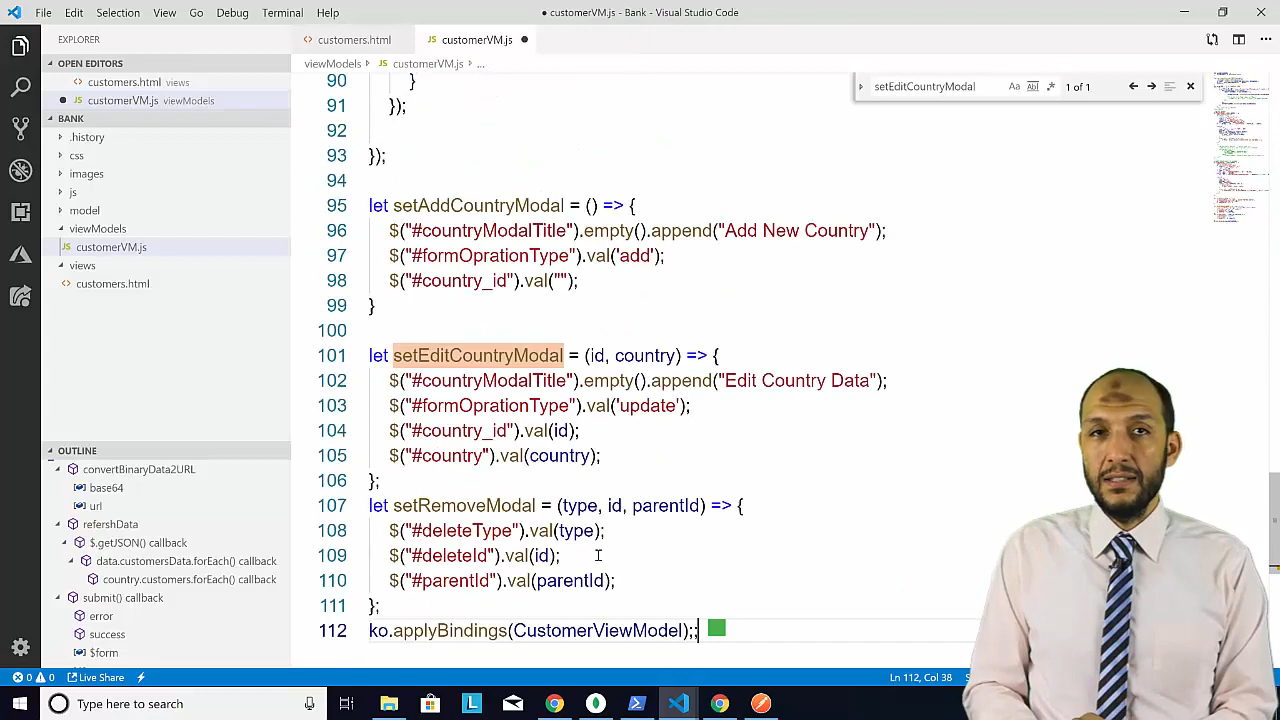 File Edit Selection View Go Debug Terminal Help
● customerVM.js - Bank - Visual Studio Code
EXPLORER
OPEN EDITORS
customers.html views
customerVM.js viewModels
BANK
.history
css
images
js
model
viewModels
JS customerVM.js
views
customers.html
OUTLINE
convertBinaryData2URL
base64
url
refershData
$.getJSON() callback
data.customersData.forEach() callback
country.customers.forEach() callback
submit() callback
error
success
$form
customers.html
JS customerVM.js ●
viewModels ▸ JS customerVM.js ▸ ...
setEditCountryModal Aa Abl 1 of 1
90 }
91 });
92
93 });
94
95 let setAddCountryModal = () => {
96 $("#countryModalTitle").empty().append("Add New Country");
97 $("#formOprationType").val('add');
98 $("#country_id").val("");
99 }
100
101 let setEditCountryModal = (id, country) => {
102 $("#countryModalTitle").empty().append("Edit Country Data");
103 $("#formOprationType").val('update');
104 $("#country_id").val(id);
105 $("#country").val(country);
106 };
107 let setRemoveModal = (type, id, parentId) => {
108 $("#deleteType").val(type);
109 $("#deleteId").val(id);
110 $("#parentId").val(parentId);
111 };
112 ko.applyBindings(CustomerViewModel);;
0 0 Live Share Ln 112, Col 38
Type here to search
L